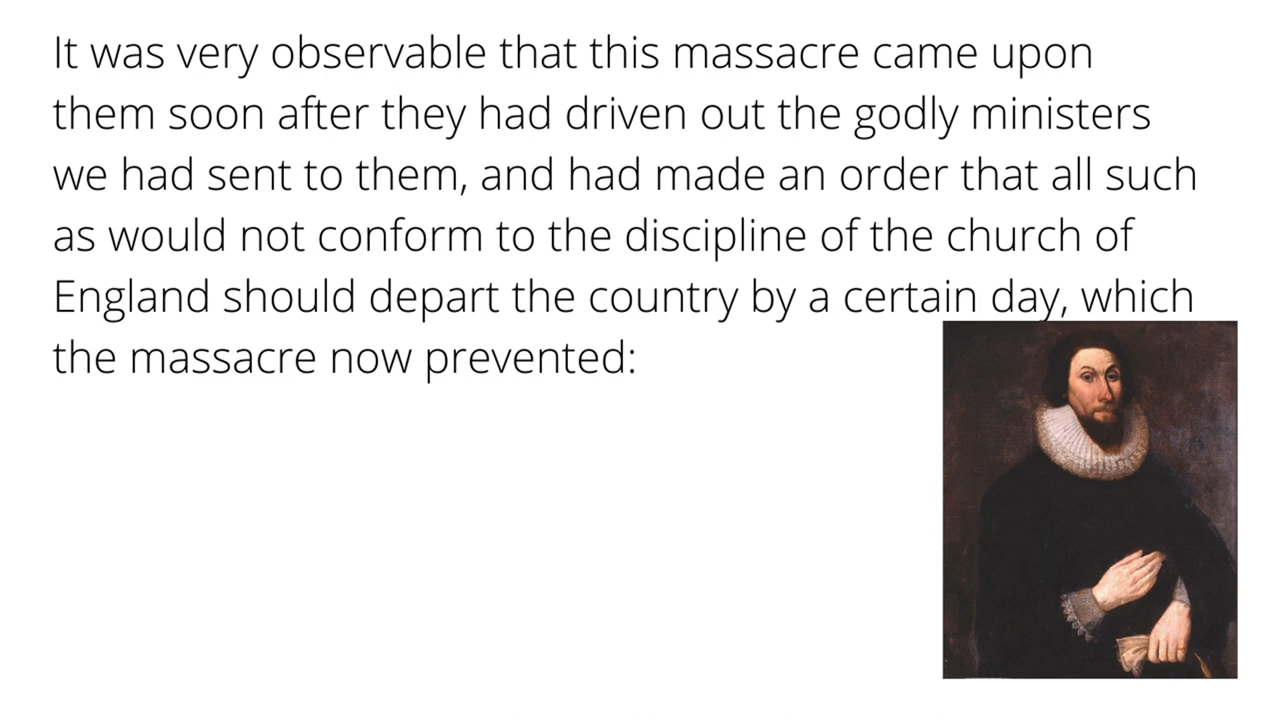 It was very observable that this massacre came upon
them soon after they had driven out the godly ministers
we had sent to them, and had made an order that all such
as would not conform to the discipline of the church of
England should depart the country by a certain day, which
the massacre now prevented: